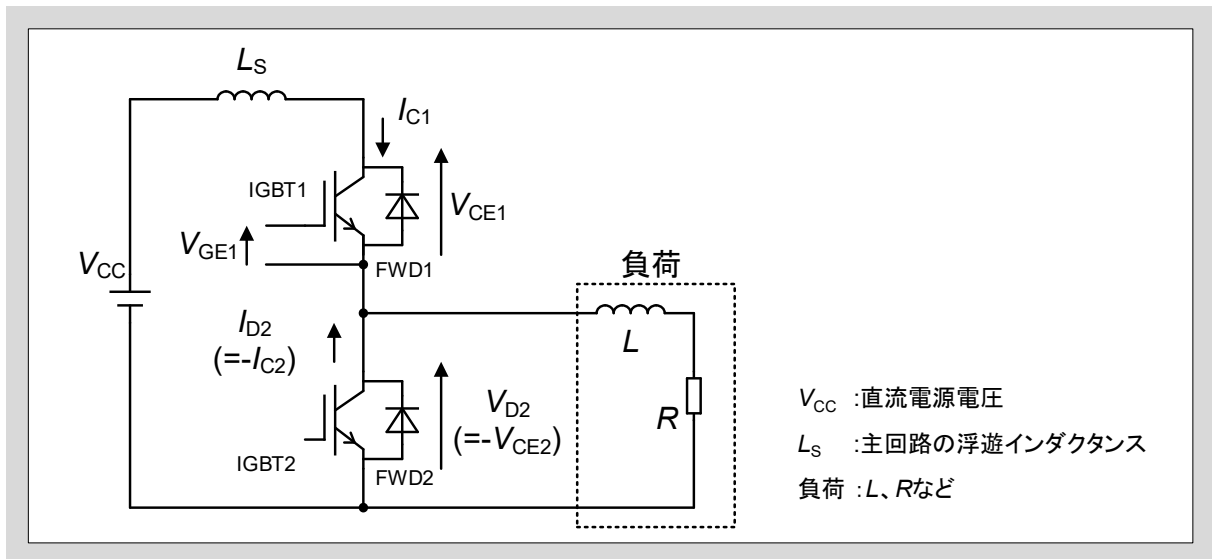 LS
IC1
IGBT1
VCE1
VGE1
FWD1
VCC
負荷
ID2
(=-IC2)
L
VD2
(=-VCE2)
R
IGBT2
FWD2
VCC :直流電源電圧
LS :主回路の浮遊インダクタンス
負荷 :L、Rなど